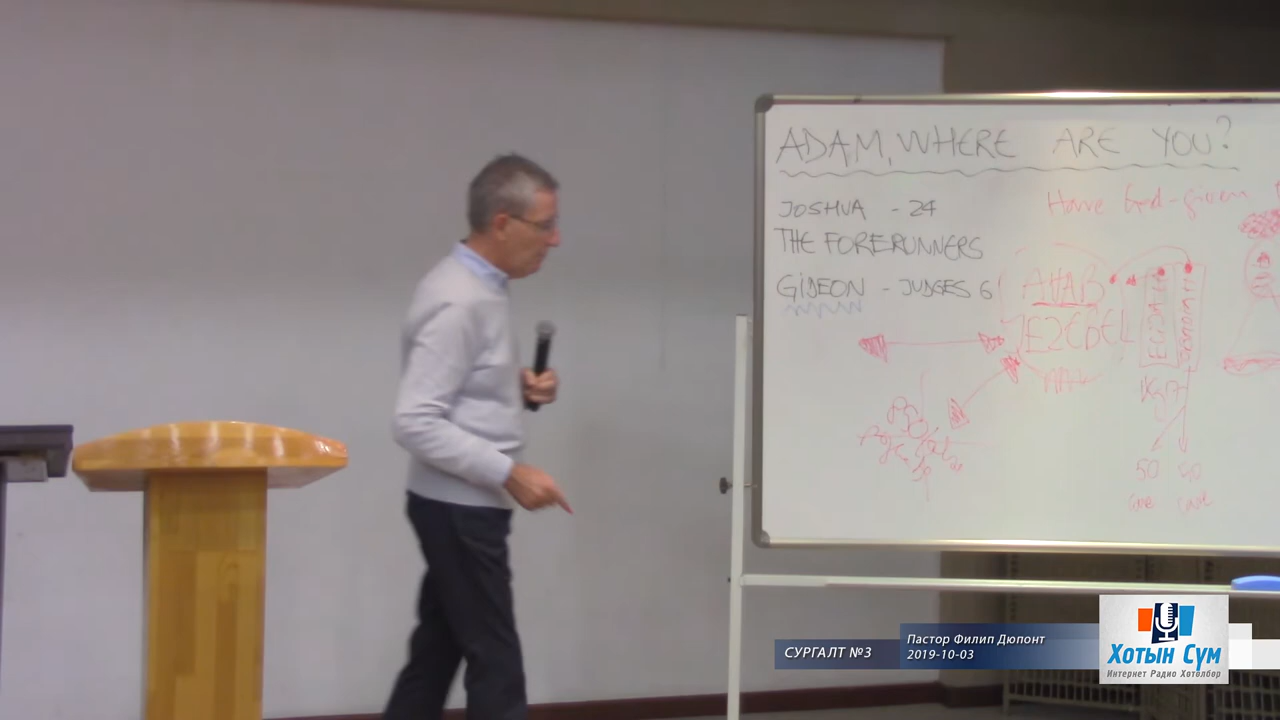 ADAM, WHERE ARE YOU?
JOSHUA - 24
THE FORERUNNERS
GIDEON - JUDGES 6
Have God-given
AHAB
JEZEBEL
50 50
cave cave
СУРГАЛТ №3
Пастор Филип Дюпонт
2019-10-03
Хотын Сүм
Интернет Радио Хөтөлбөр